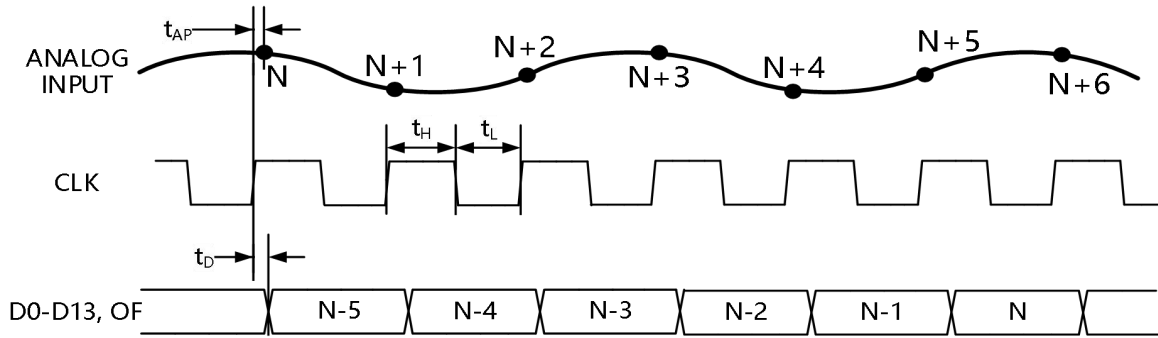 tAP
ANALOG
INPUT
N
N+1
N+2
N+3
N+4
N+5
N+6
tH
tL
CLK
tD
D0-D13, OF
N-5
N-4
N-3
N-2
N-1
N